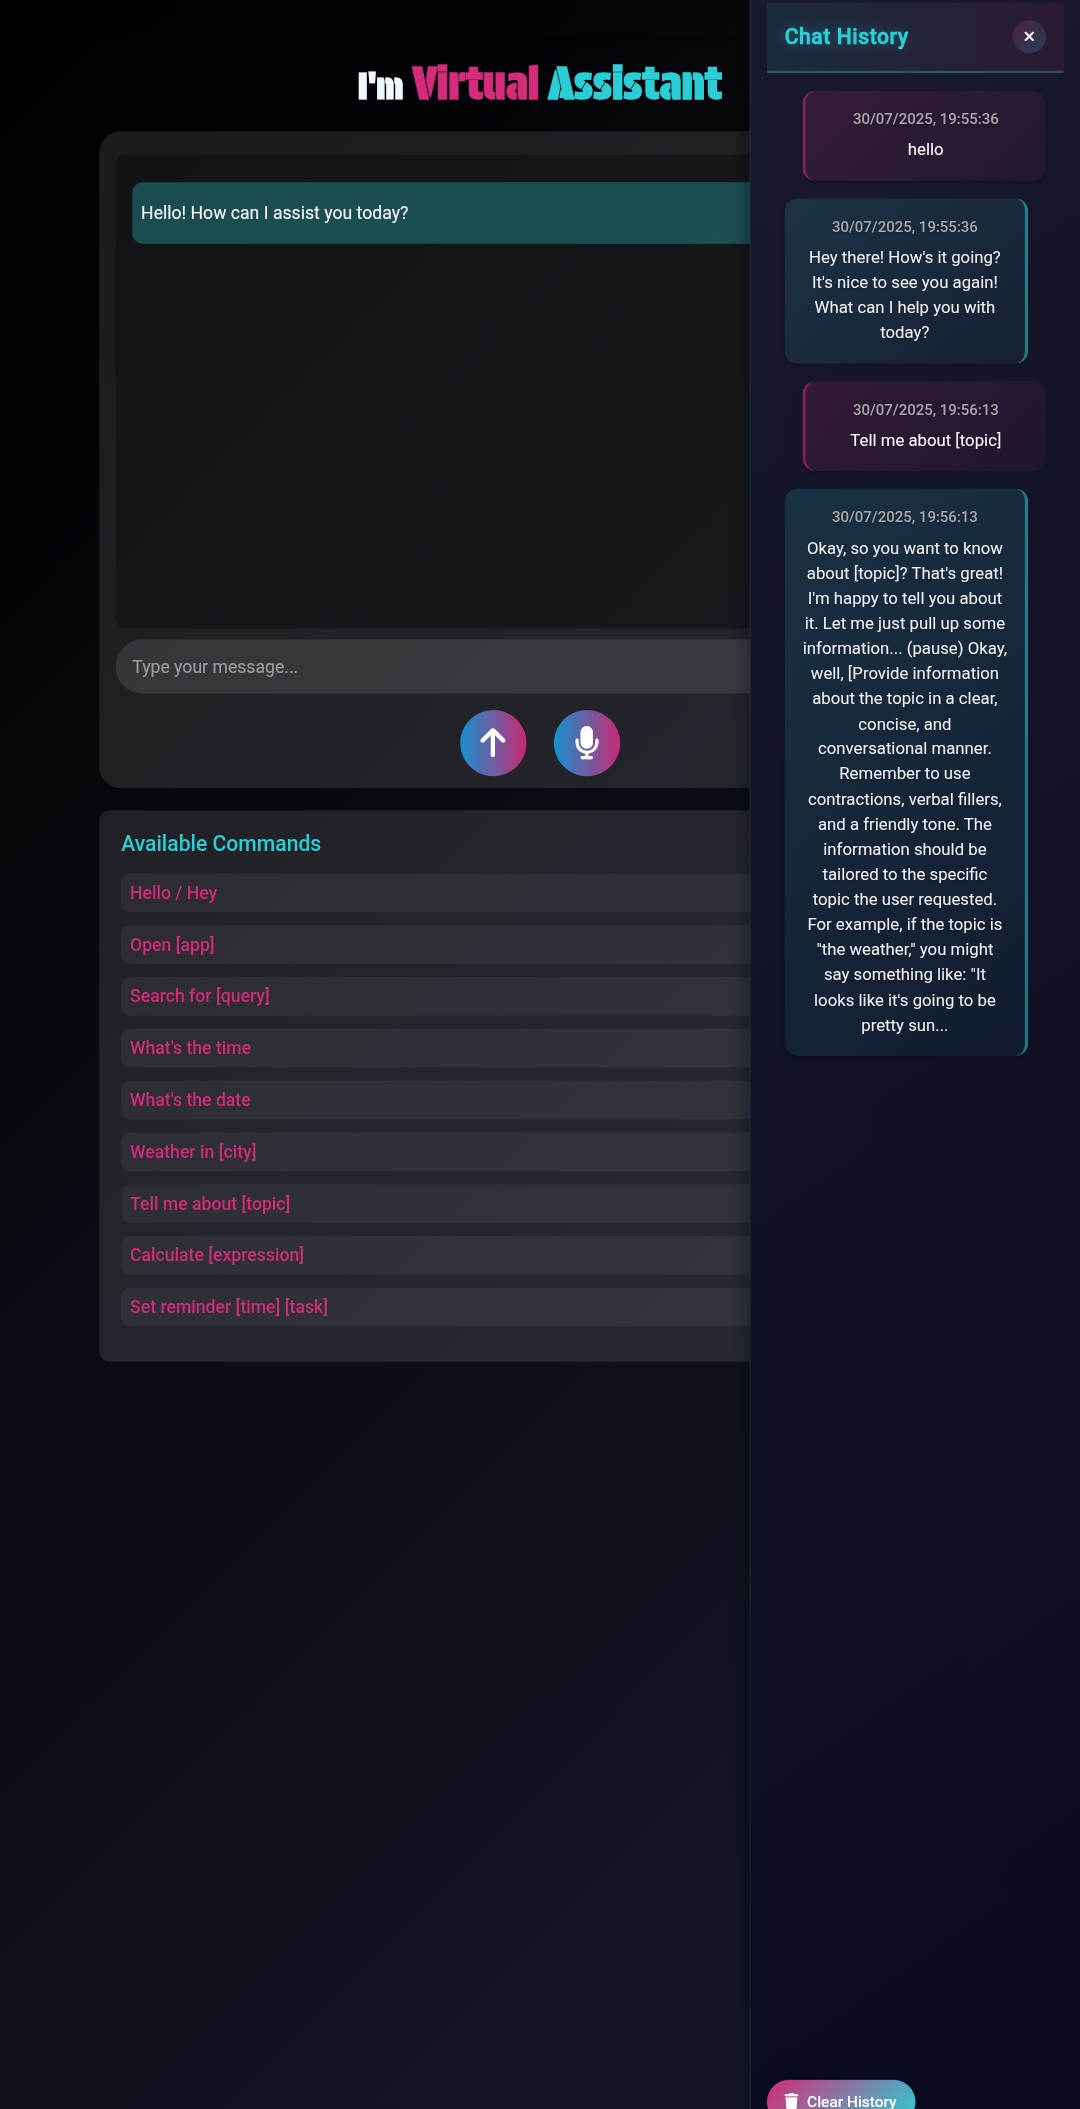 I'm Virtual Assistant
Hello! How can I assist you today?
Type your message...
Available Commands
Hello / Hey
Open [app]
Search for [query]
What's the time
What's the date
Weather in [city]
Tell me about [topic]
Calculate [expression]
Set reminder [time] [task]
Chat History
30/07/2025, 19:55:36
hello
30/07/2025, 19:55:36
Hey there! How's it going?
It's nice to see you again!
What can I help you with
today?
30/07/2025, 19:56:13
Tell me about [topic]
30/07/2025, 19:56:13
Okay, so you want to know
about [topic]? That's great!
I'm happy to tell you about
it. Let me just pull up some
information... (pause) Okay,
well, [Provide information
about the topic in a clear,
concise, and
conversational manner.
Remember to use
contractions, verbal fillers,
and a friendly tone. The
information should be
tailored to the specific
topic the user requested.
For example, if the topic is
"the weather," you might
say something like: "It
looks like it's going to be
pretty sun...
Clear History